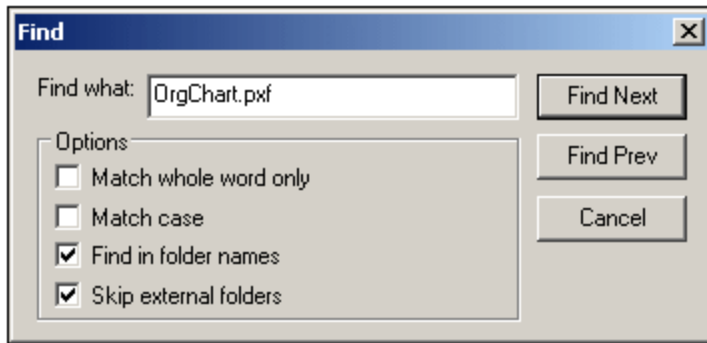 Find
Find what: OrgChart.pxf
Find Next
Options
Find Prev
Match whole word only
Match case
Cancel
Find in folder names
Skip external folders